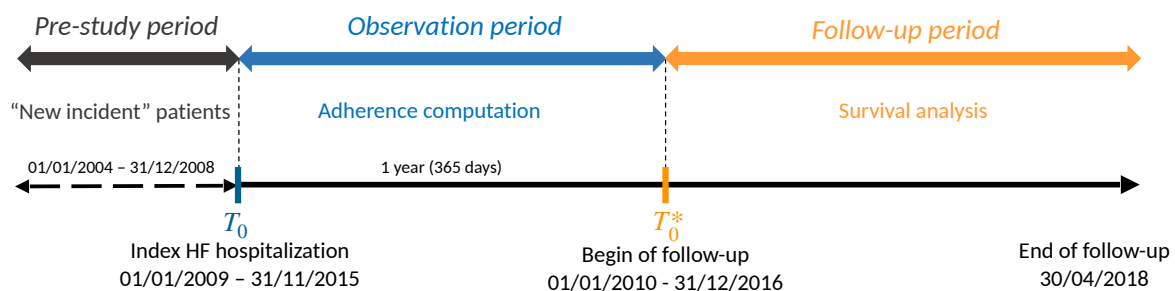 Pre-study period
Observation period
Follow-up period
“New incident” patients
Adherence computation
Survival analysis
01/01/2004 – 31/12/2008
1 year (365 days)
T₀
T₀*
Index HF hospitalization
01/01/2009 – 31/11/2015
Begin of follow-up
01/01/2010 - 31/12/2016
End of follow-up
30/04/2018